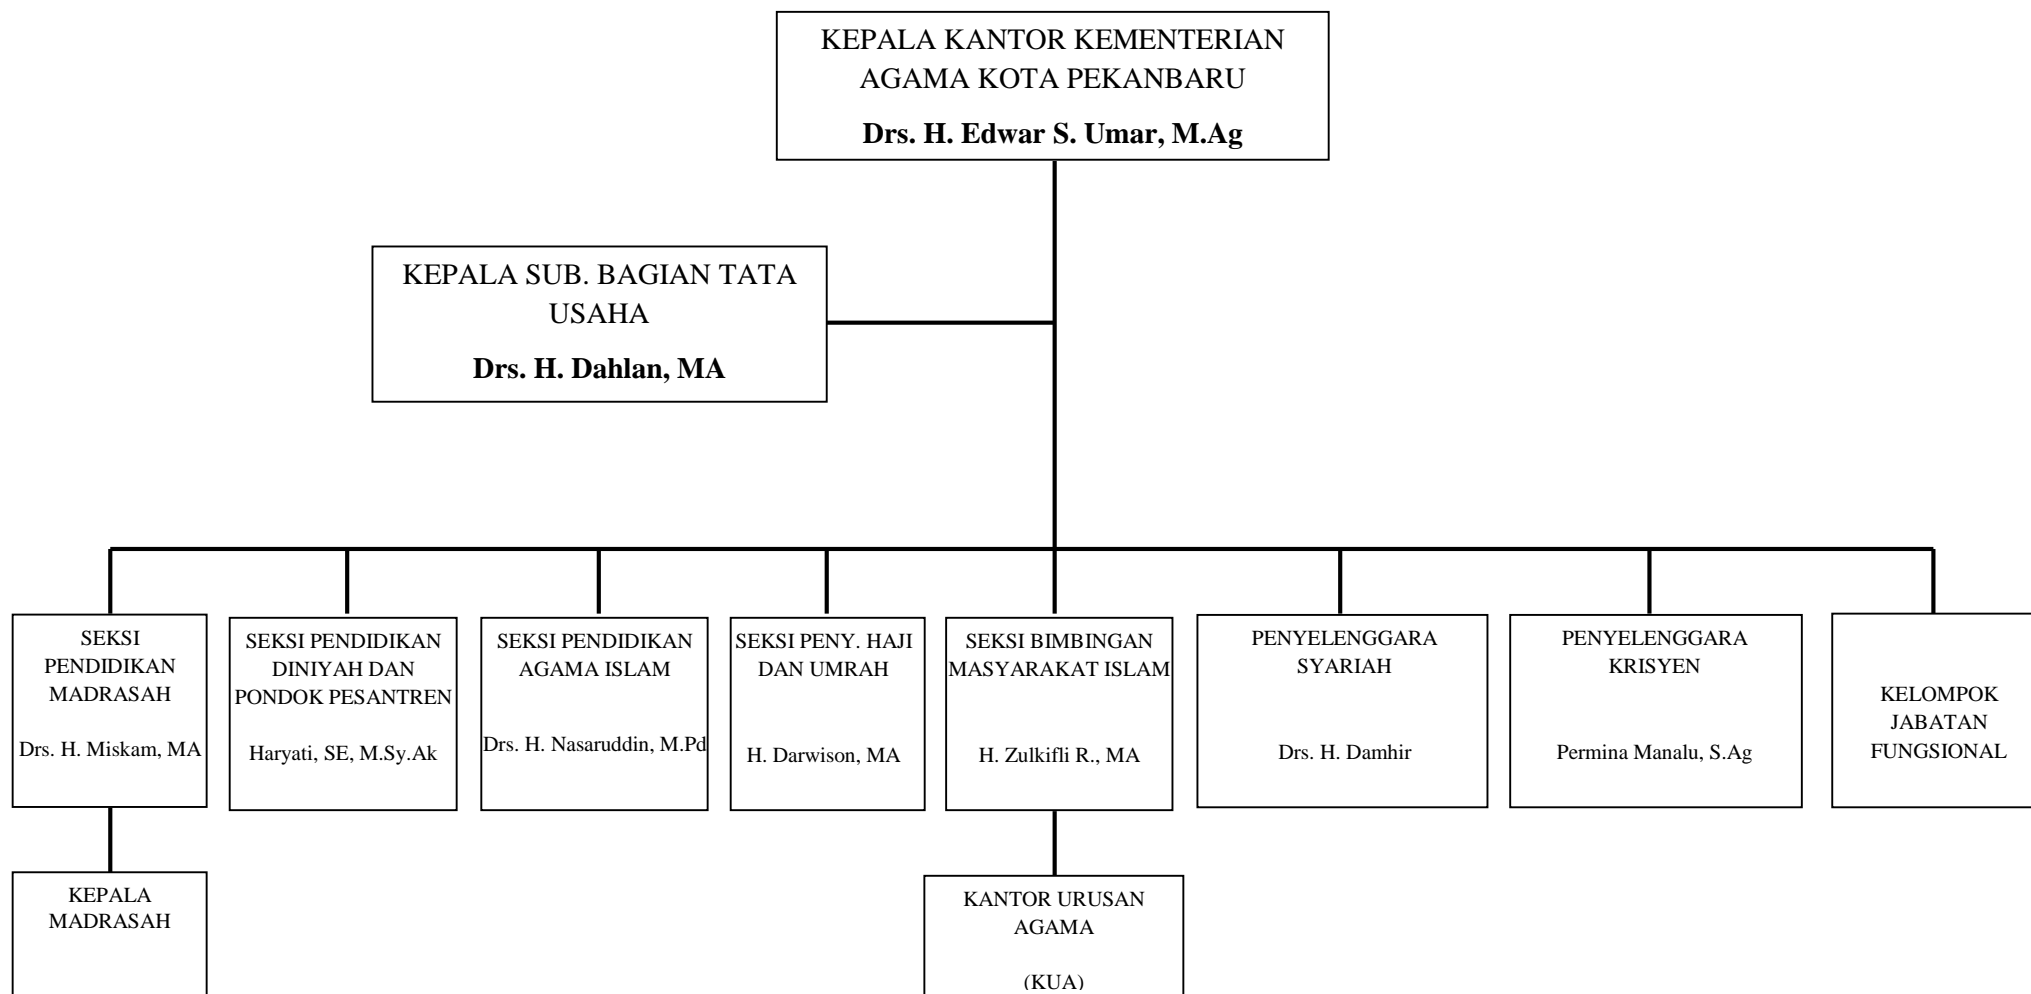 KEPALA KANTOR KEMENTERIAN
AGAMA KOTA PEKANBARU
Drs. H. Edwar S. Umar, M.Ag
KEPALA SUB. BAGIAN TATA
USAHA
Drs. H. Dahlan, MA
SEKSI
PENDIDIKAN
MADRASAH
Drs. H. Miskam, MA
SEKSI PENDIDIKAN
DINIYAH DAN
PONDOK PESANTREN
Haryati, SE, M.Sy.Ak
SEKSI PENDIDIKAN
AGAMA ISLAM
Drs. H. Nasaruddin, M.Pd
SEKSI PENY. HAJI
DAN UMRAH
H. Darwison, MA
SEKSI BIMBINGAN
MASYARAKAT ISLAM
H. Zulkifli R., MA
PENYELENGGARA
SYARIAH
Drs. H. Damhir
PENYELENGGARA
KRISYEN
Permina Manalu, S.Ag
KELOMPOK
JABATAN
FUNGSIONAL
KEPALA
MADRASAH
KANTOR URUSAN
AGAMA
(KUA)